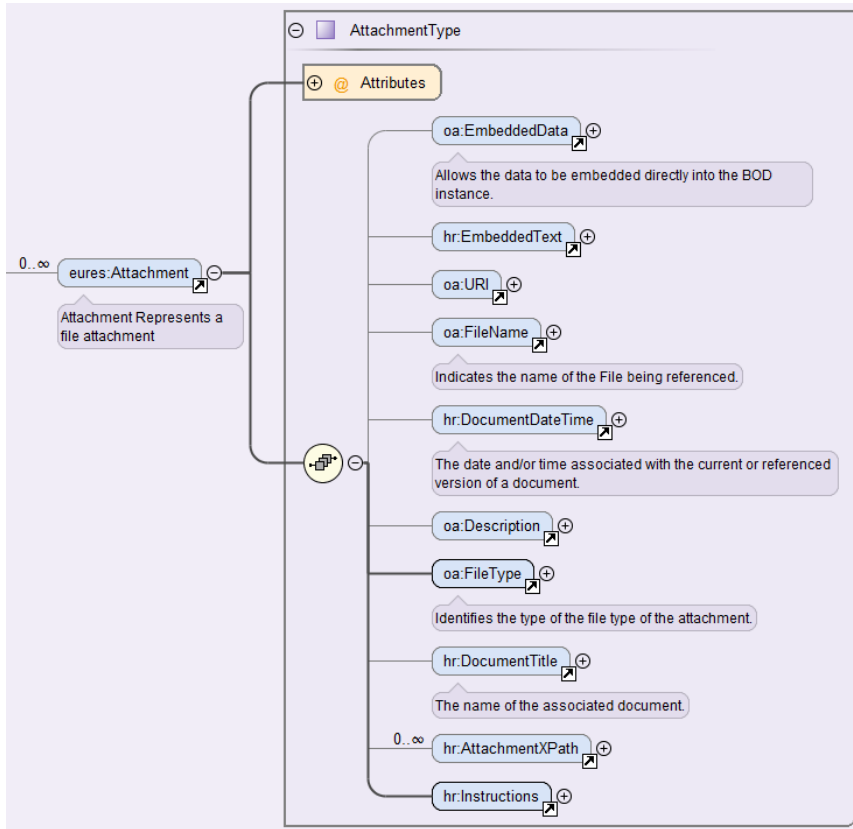 AttachmentType
@ Attributes
oa:EmbeddedData
Allows the data to be embedded directly into the BOD
instance.
hr:EmbeddedText
0..∞
eures:Attachment
oa:URI
Attachment Represents a
file attachment
oa:FileName
Indicates the name of the File being referenced.
hr:DocumentDateTime
The date and/or time associated with the current or referenced
version of a document.
oa:Description
oa:FileType
Identifies the type of the file type of the attachment.
hr:DocumentTitle
The name of the associated document.
0..∞
hr:AttachmentXPath
hr:Instructions